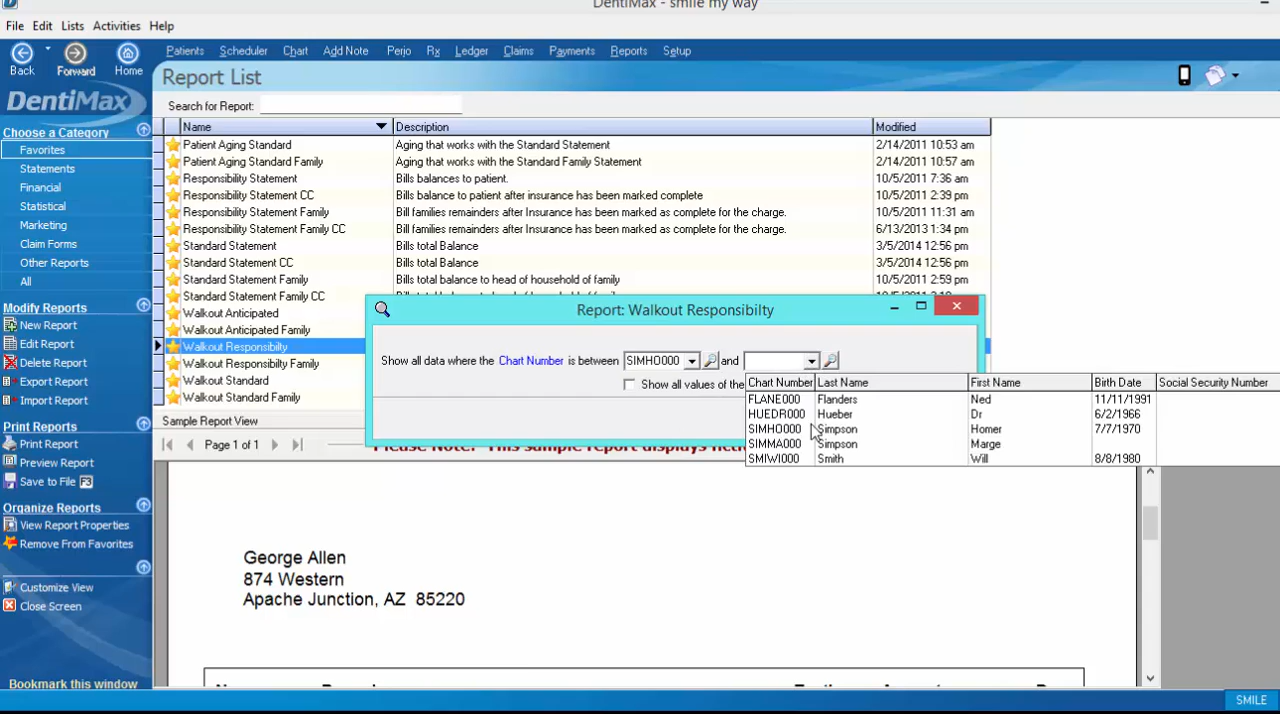 DentiMax - smile my way
File Edit Lists Activities Help
Back Forward Home
Patients Scheduler Chart Add Note Perio Rx Ledger Claims Payments Reports Setup
Report List
DentiMax
Search for Report:
Choose a Category
Favorites
Statements
Financial
Statistical
Marketing
Claim Forms
Other Reports
All
Modify Reports
New Report
Edit Report
Delete Report
Export Report
Import Report
Print Reports
Print Report
Preview Report
Save to File F3
Organize Reports
View Report Properties
Remove From Favorites
Customize View
Close Screen
Bookmark this window
Name Description Modified
Patient Aging Standard Aging that works with the Standard Statement 2/14/2011 10:53 am
Patient Aging Standard Family Aging that works with the Standard Family Statement 2/14/2011 10:57 am
Responsibility Statement Bills balances to patient. 10/5/2011 7:36 am
Responsibility Statement CC Bills balance to patient after insurance has been marked complete 10/5/2011 2:39 pm
Responsibility Statement Family Bill families remainders after Insurance has been marked as complete for the charge. 10/5/2011 11:31 am
Responsibility Statement Family CC Bill families remainders after Insurance has been marked as complete for the charge. 6/13/2013 1:34 pm
Standard Statement Bills total Balance 3/5/2014 12:56 pm
Standard Statement CC Bills total Balance 3/5/2014 12:56 pm
Standard Statement Family Bills total balance to head of household of family 10/5/2011 2:59 pm
Standard Statement Family CC
Walkout Anticipated
Walkout Anticipated Family
Walkout Responsibilty
Walkout Responsibilty Family
Walkout Standard
Walkout Standard Family
Report: Walkout Responsibilty
Show all data where the Chart Number is between SIMHO000 and
Show all values of the
Chart Number Last Name First Name Birth Date Social Security Number
FLANE000 Flanders Ned 11/11/1991
HUEDR000 Hueber Dr 6/2/1966
SIMHO000 Simpson Homer 7/7/1970
SIMMA000 Simpson Marge
SMIWI000 Smith Will 8/8/1980
Sample Report View
Page 1 of 1
George Allen
874 Western
Apache Junction, AZ 85220
SMILE